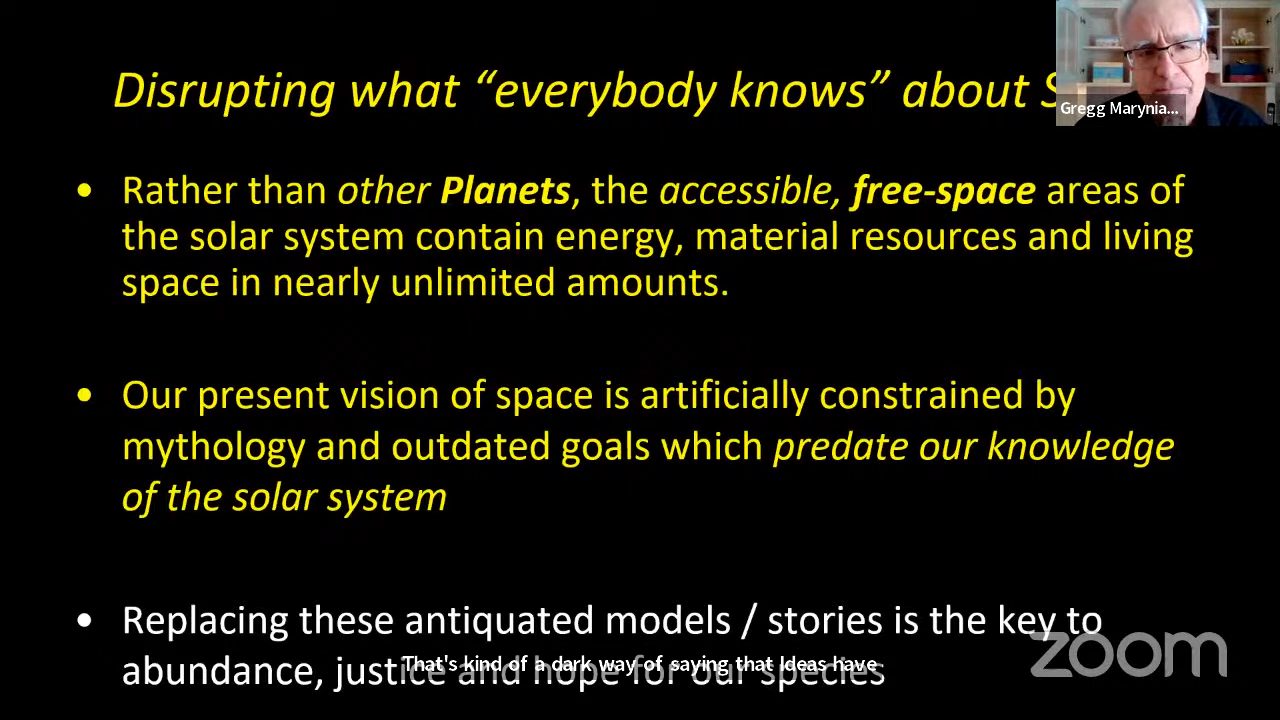 Disrupting what “everybody knows” about S
Gregg Marynia...
• Rather than other Planets, the accessible, free-space areas of
the solar system contain energy, material resources and living
space in nearly unlimited amounts.
• Our present vision of space is artificially constrained by
mythology and outdated goals which predate our knowledge
of the solar system
• Replacing these antiquated models / stories is the key to
abundance, justice and hope for our species
That's kind of a dark way of saying that Ideas have
zoom